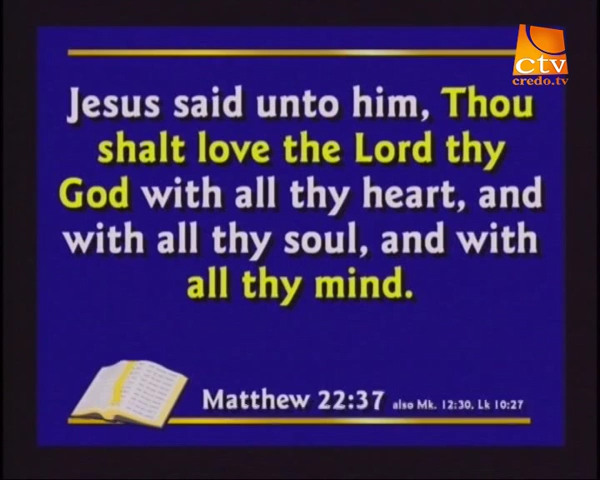 ctv
credo.tv
Jesus said unto him, Thou
shalt love the Lord thy
God with all thy heart, and
with all thy soul, and with
all thy mind.
Matthew 22:37 also Mk. 12:30, Lk 10:27